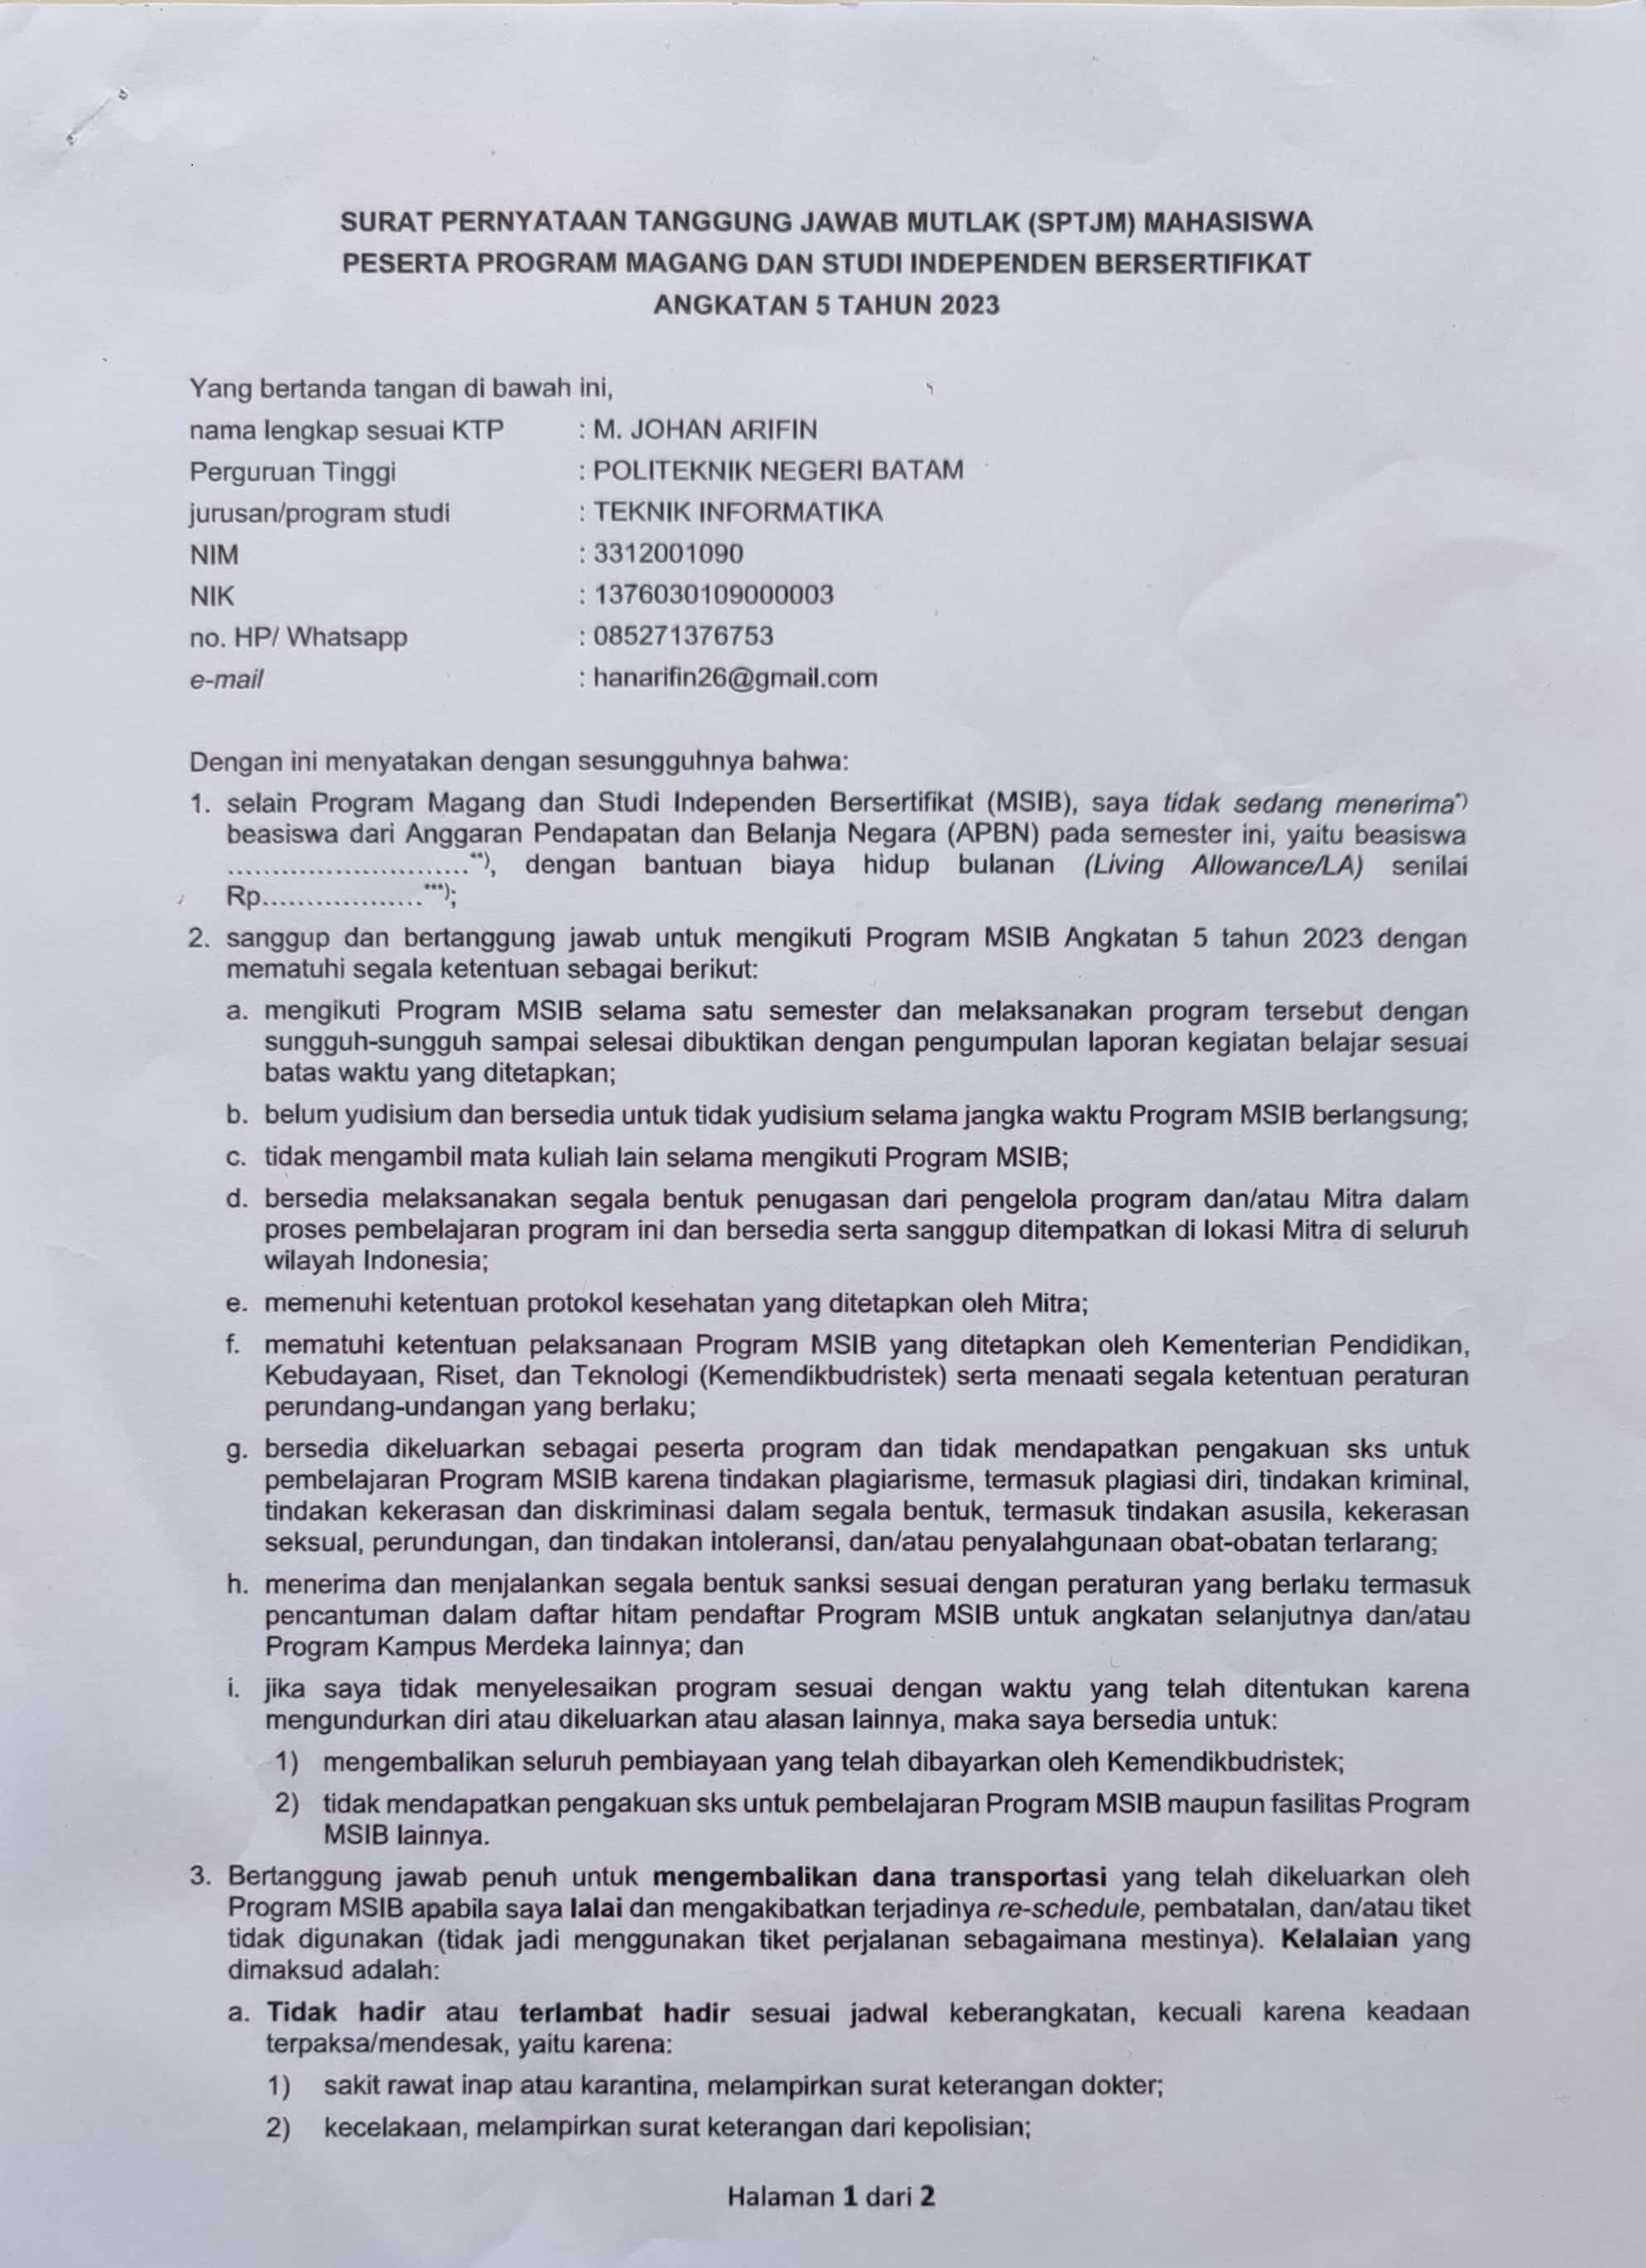 SURAT PERNYATAAN TANGGUNG JAWAB MUTLAK (SPTJM) MAHASISWA
PESERTA PROGRAM MAGANG DAN STUDI INDEPENDEN BERSERTIFIKAT
ANGKATAN 5 TAHUN 2023
Yang bertanda tangan di bawah ini,
nama lengkap sesuai KTP : M. JOHAN ARIFIN
Perguruan Tinggi : POLITEKNIK NEGERI BATAM
jurusan/program studi : TEKNIK INFORMATIKA
NIM : 3312001090
NIK : 1376030109000003
no. HP/ Whatsapp : 085271376753
e-mail : hanarifin26@gmail.com
Dengan ini menyatakan dengan sesungguhnya bahwa:
1. selain Program Magang dan Studi Independen Bersertifikat (MSIB), saya tidak sedang menerima*)
beasiswa dari Anggaran Pendapatan dan Belanja Negara (APBN) pada semester ini, yaitu beasiswa
...........................**), dengan bantuan biaya hidup bulanan (Living Allowance/LA) senilai
Rp..................***);
2. sanggup dan bertanggung jawab untuk mengikuti Program MSIB Angkatan 5 tahun 2023 dengan
mematuhi segala ketentuan sebagai berikut:
a. mengikuti Program MSIB selama satu semester dan melaksanakan program tersebut dengan
sungguh-sungguh sampai selesai dibuktikan dengan pengumpulan laporan kegiatan belajar sesuai
batas waktu yang ditetapkan;
b. belum yudisium dan bersedia untuk tidak yudisium selama jangka waktu Program MSIB berlangsung;
c. tidak mengambil mata kuliah lain selama mengikuti Program MSIB;
d. bersedia melaksanakan segala bentuk penugasan dari pengelola program dan/atau Mitra dalam
proses pembelajaran program ini dan bersedia serta sanggup ditempatkan di lokasi Mitra di seluruh
wilayah Indonesia;
e. memenuhi ketentuan protokol kesehatan yang ditetapkan oleh Mitra;
f. mematuhi ketentuan pelaksanaan Program MSIB yang ditetapkan oleh Kementerian Pendidikan,
Kebudayaan, Riset, dan Teknologi (Kemendikbudristek) serta menaati segala ketentuan peraturan
perundang-undangan yang berlaku;
g. bersedia dikeluarkan sebagai peserta program dan tidak mendapatkan pengakuan sks untuk
pembelajaran Program MSIB karena tindakan plagiarisme, termasuk plagiasi diri, tindakan kriminal,
tindakan kekerasan dan diskriminasi dalam segala bentuk, termasuk tindakan asusila, kekerasan
seksual, perundungan, dan tindakan intoleransi, dan/atau penyalahgunaan obat-obatan terlarang;
h. menerima dan menjalankan segala bentuk sanksi sesuai dengan peraturan yang berlaku termasuk
pencantuman dalam daftar hitam pendaftar Program MSIB untuk angkatan selanjutnya dan/atau
Program Kampus Merdeka lainnya; dan
i. jika saya tidak menyelesaikan program sesuai dengan waktu yang telah ditentukan karena
mengundurkan diri atau dikeluarkan atau alasan lainnya, maka saya bersedia untuk:
1) mengembalikan seluruh pembiayaan yang telah dibayarkan oleh Kemendikbudristek;
2) tidak mendapatkan pengakuan sks untuk pembelajaran Program MSIB maupun fasilitas Program
MSIB lainnya.
3. Bertanggung jawab penuh untuk mengembalikan dana transportasi yang telah dikeluarkan oleh
Program MSIB apabila saya lalai dan mengakibatkan terjadinya re-schedule, pembatalan, dan/atau tiket
tidak digunakan (tidak jadi menggunakan tiket perjalanan sebagaimana mestinya). Kelalaian yang
dimaksud adalah:
a. Tidak hadir atau terlambat hadir sesuai jadwal keberangkatan, kecuali karena keadaan
terpaksa/mendesak, yaitu karena:
1) sakit rawat inap atau karantina, melampirkan surat keterangan dokter;
2) kecelakaan, melampirkan surat keterangan dari kepolisian;
Halaman 1 dari 2